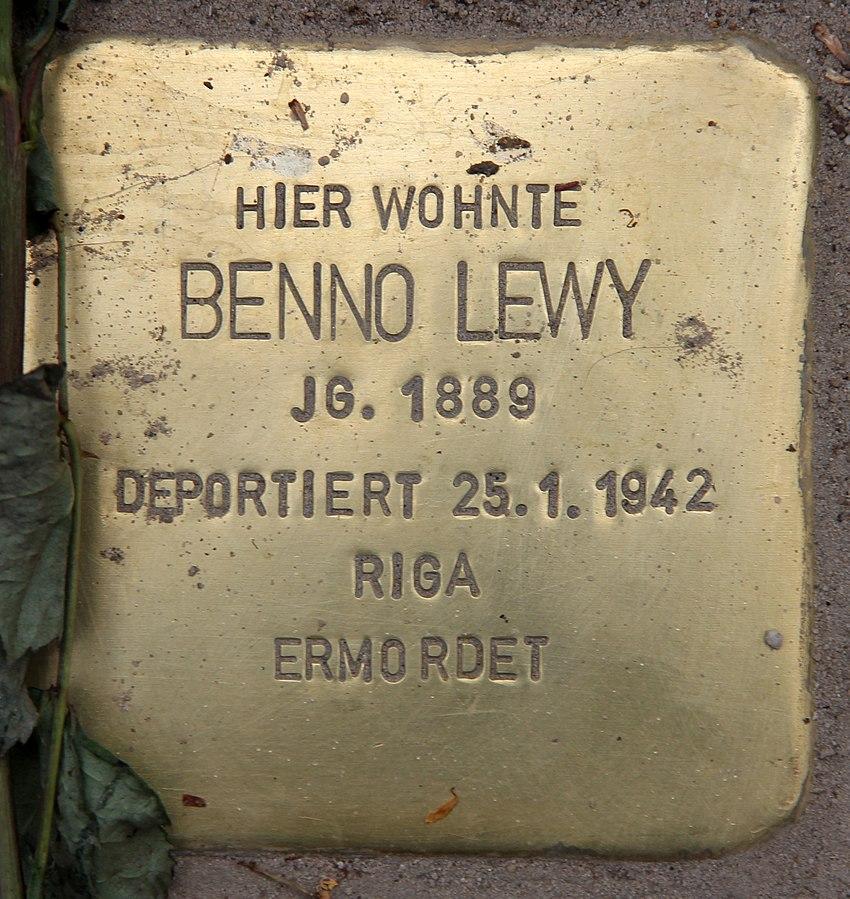 HIER WOHNTE
BENNO LEWY
JG. 1889
DEPORTIERT 25.1.1942
RIGA
ERMORDET